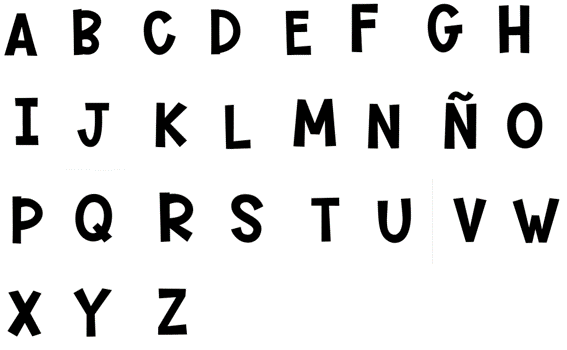 A B C D E F G H
I J K L M N Ñ O
P Q R S T U V W
X Y Z